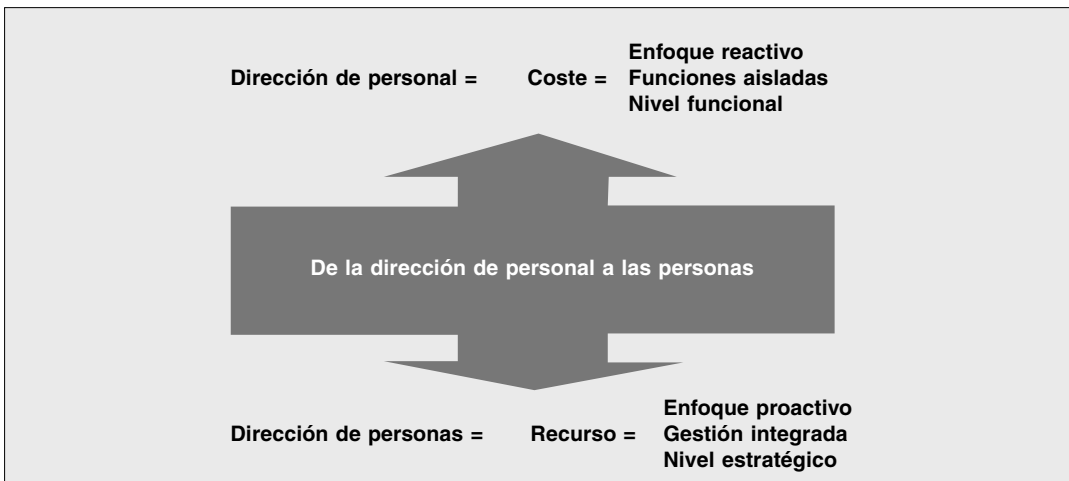 Enfoque reactivo
Dirección de personal = Coste = Funciones aisladas
Nivel funcional
De la dirección de personal a las personas
Enfoque proactivo
Dirección de personas = Recurso = Gestión integrada
Nivel estratégico